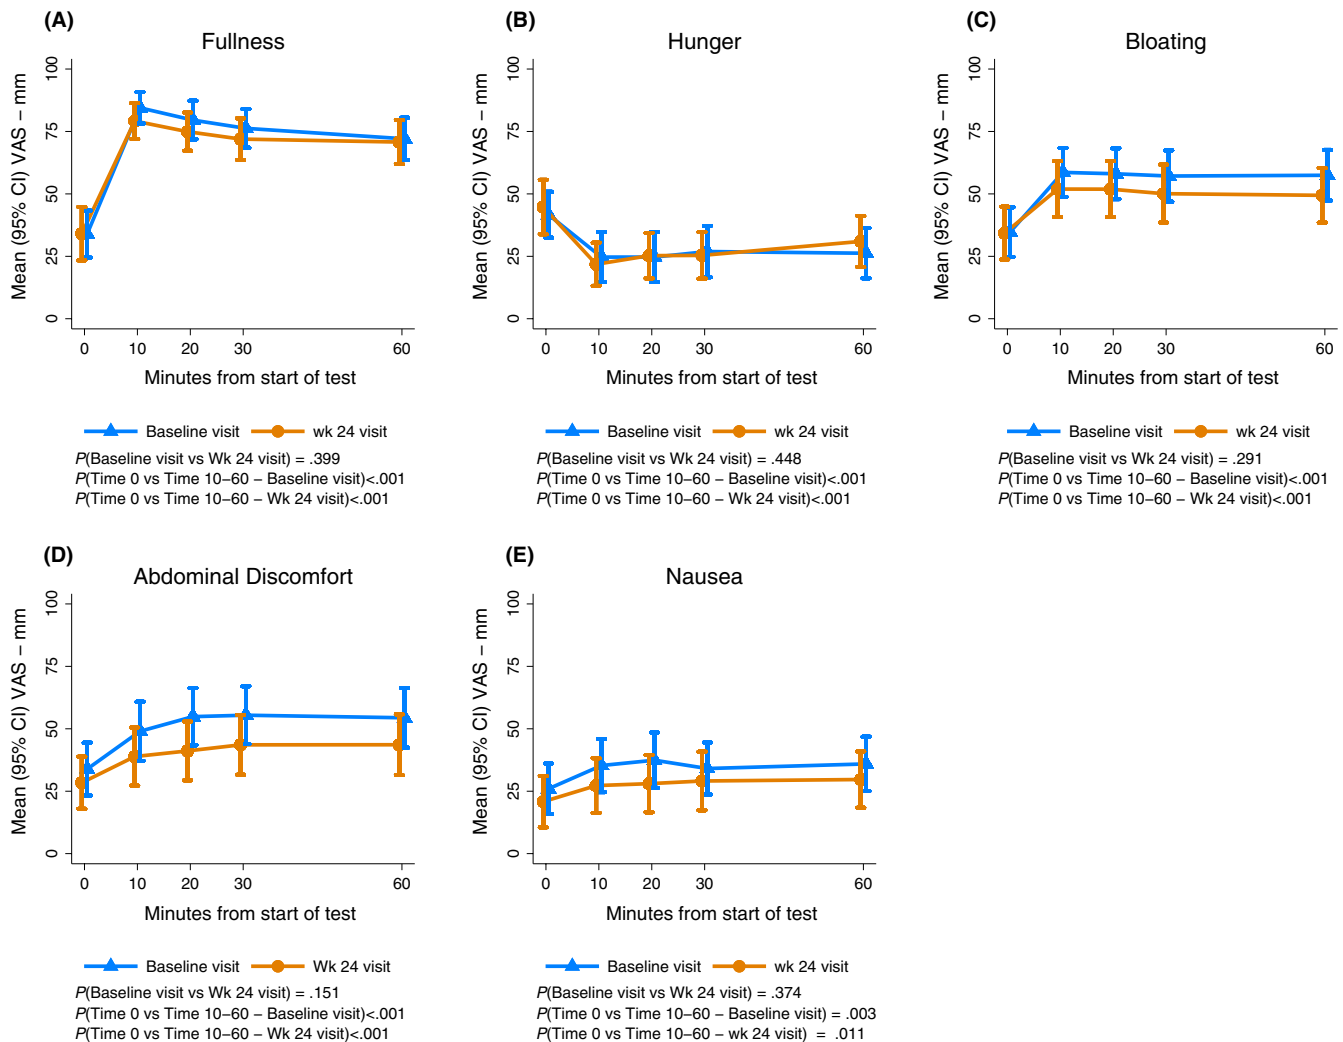 (A)
Fullness
Mean (95% CI) VAS – mm
100
75
50
25
0
0 10 20 30 60
Minutes from start of test
Baseline visit wk 24 visit
P(Baseline visit vs Wk 24 visit) = .399
P(Time 0 vs Time 10–60 – Baseline visit)<.001
P(Time 0 vs Time 10–60 – Wk 24 visit)<.001
(B)
Hunger
Mean (95% CI) VAS – mm
100
75
50
25
0
0 10 20 30 60
Minutes from start of test
Baseline visit wk 24 visit
P(Baseline visit vs Wk 24 visit) = .448
P(Time 0 vs Time 10–60 – Baseline visit)<.001
P(Time 0 vs Time 10–60 – Wk 24 visit)<.001
(C)
Bloating
Mean (95% CI) VAS – mm
100
75
50
25
0
0 10 20 30 60
Minutes from start of test
Baseline visit wk 24 visit
P(Baseline visit vs Wk 24 visit) = .291
P(Time 0 vs Time 10–60 – Baseline visit)<.001
P(Time 0 vs Time 10–60 – Wk 24 visit)<.001
(D)
Abdominal Discomfort
Mean (95% CI) VAS – mm
100
75
50
25
0
0 10 20 30 60
Minutes from start of test
Baseline visit Wk 24 visit
P(Baseline visit vs Wk 24 visit) = .151
P(Time 0 vs Time 10–60 – Baseline visit)<.001
P(Time 0 vs Time 10–60 – Wk 24 visit)<.001
(E)
Nausea
Mean (95% CI) VAS – mm
100
75
50
25
0
0 10 20 30 60
Minutes from start of test
Baseline visit wk 24 visit
P(Baseline visit vs Wk 24 visit) = .374
P(Time 0 vs Time 10–60 – Baseline visit) = .003
P(Time 0 vs Time 10–60 – wk 24 visit) = .011